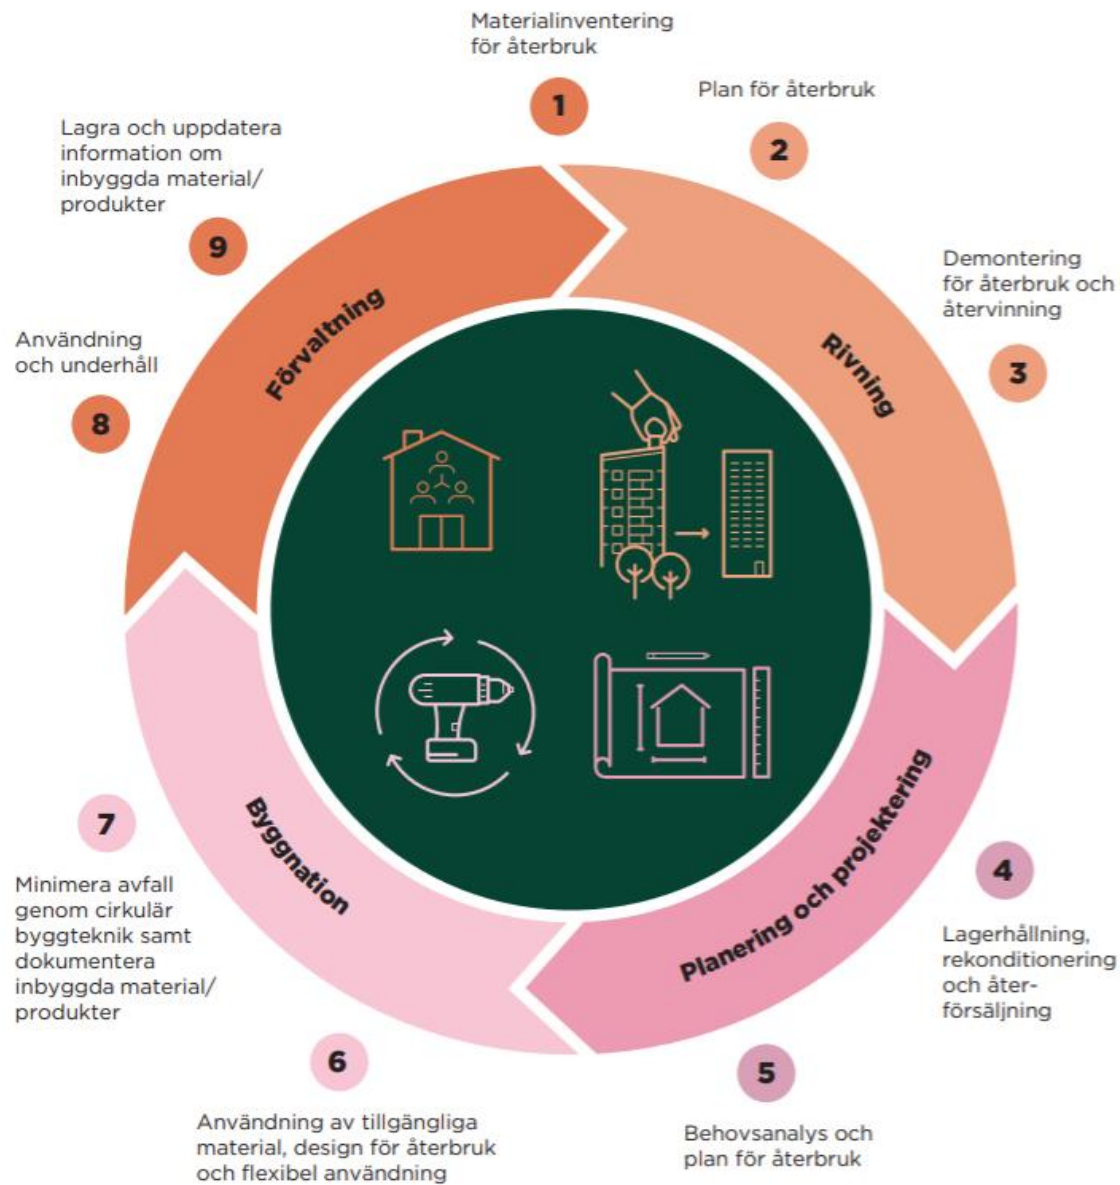 Materialinventering
för återbruk
1
Plan för återbruk
2
Demontering
för återbruk och
återvinning
3
Rivning
4
Lagerhållning,
rekonditionering
och åter-
försäljning
Planering och projektering
5
Behovsanalys och
plan för återbruk
6
Användning av tillgängliga
material, design för återbruk
och flexibel användning
Byggnation
7
Minimera avfall
genom cirkulär
byggteknik samt
dokumentera
inbyggda material/
produkter
Användning
och underhåll
8
Förvaltning
Lagra och uppdatera
information om
inbyggda material/
produkter
9